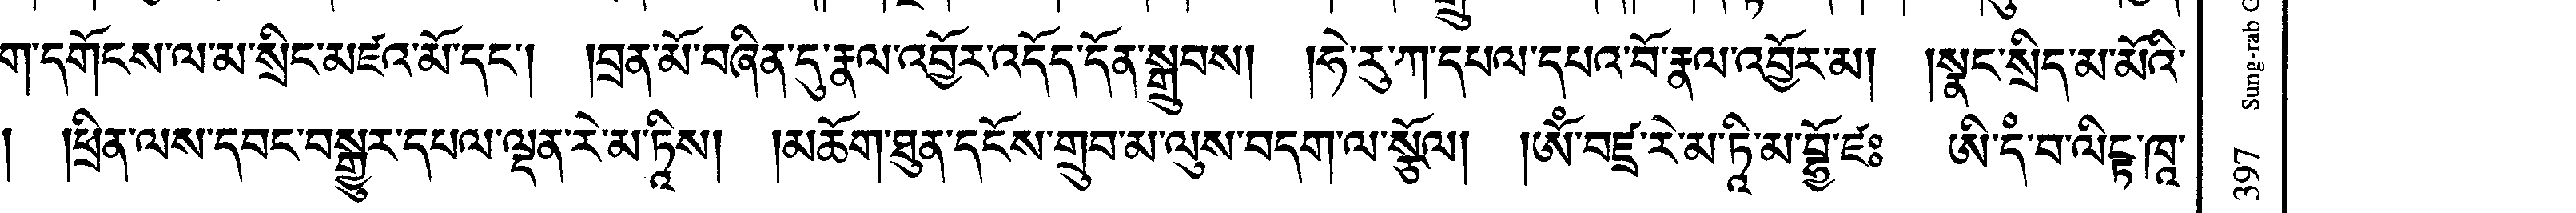 ག་དགོངས་ལ་མ་སྲིང་མཛའ་མོ་དང་། །བྲན་མོ་བཞིན་དུ་རྣལ་འབྱོར་འདོད་དོན་སྒྲུབས། །ཧེ་རུ་ཀ་དཔལ་དཔའ་བོ་རྣལ་འབྱོར་མ། །སྣང་སྲིད་མ་མོའི་
། །ཕྲིན་ལས་དབང་བསྒྱུར་དཔལ་ལྡན་རེ་མ་ཏཱིས། །མཆོག་ཐུན་དངོས་གྲུབ་མ་ལུས་བདག་ལ་སྩོལ། །ཨོཾ་བཛྲ་རེ་མ་ཏཱི་མ་བྷྱོ་ཛཿ ཨི་དཾ་བ་ལིངྟ་ཁཱ་
Sung-rab
397